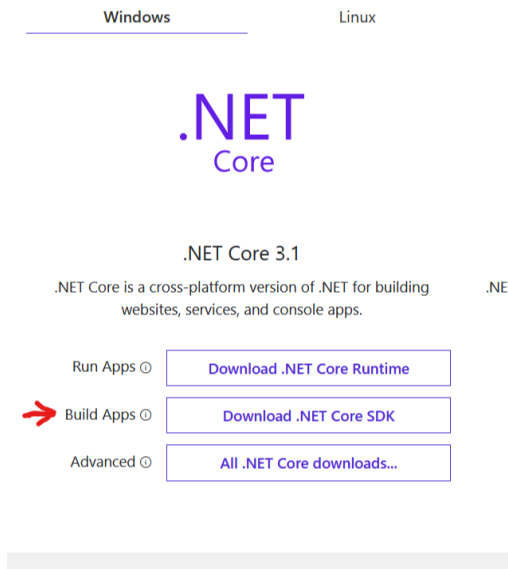 Windows
Linux
.NET
Core
.NET Core 3.1
.NET Core is a cross-platform version of .NET for building
websites, services, and console apps.
.NE
Run Apps
Download .NET Core Runtime
Build Apps
Download .NET Core SDK
Advanced
All .NET Core downloads...